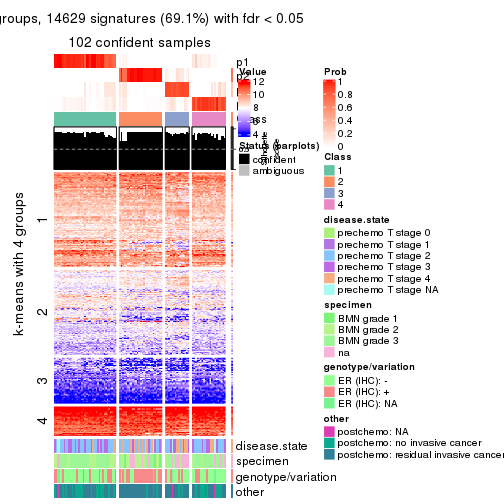 groups, 14629 signatures (69.1%) with fdr < 0.05
102 confident samples
p1
p2
Value
12
10
8
6
4
Status (barplots)
confident
ambiguous
Prob
1
0.8
0.6
0.4
0.2
0
Class
1
2
3
4
disease.state
prechemo T stage 0
prechemo T stage 1
prechemo T stage 2
prechemo T stage 3
prechemo T stage 4
prechemo T stage NA
specimen
BMN grade 1
BMN grade 2
BMN grade 3
na
genotype/variation
ER (IHC): -
ER (IHC): +
ER (IHC): NA
other
postchemo: NA
postchemo: no invasive cancer
postchemo: residual invasive cancer
k-means with 4 groups
1
2
3
4
disease.state
specimen
genotype/variation
other